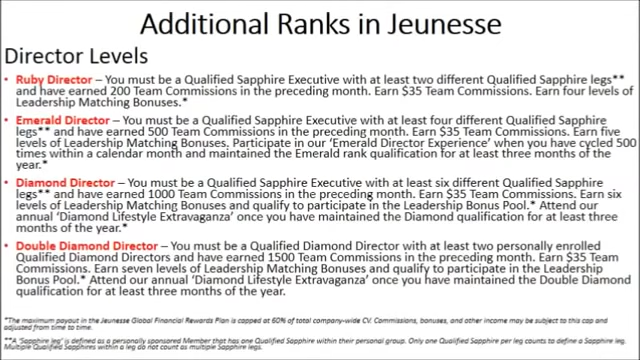 Additional Ranks in Jeunesse
Director Levels
• Ruby Director – You must be a Qualified Sapphire Executive with at least two different Qualified Sapphire legs**
and have earned 200 Team Commissions in the preceding month. Earn $35 Team Commissions. Earn four levels of
Leadership Matching Bonuses.*
• Emerald Director – You must be a Qualified Sapphire Executive with at least four different Qualified Sapphire
legs** and have earned 500 Team Commissions in the preceding month. Earn $35 Team Commissions. Earn five
levels of Leadership Matching Bonuses. Participate in our 'Emerald Director Experience' when you have cycled 500
times within a calendar month and maintained the Emerald rank qualification for at least three months of the
year.*
• Diamond Director – You must be a Qualified Sapphire Executive with at least six different Qualified Sapphire
legs** and have earned 1000 Team Commissions in the preceding month. Earn $35 Team Commissions. Earn six
levels of Leadership Matching Bonuses and qualify to participate in the Leadership Bonus Pool.* Attend our
annual 'Diamond Lifestyle Extravaganza' once you have maintained the Diamond qualification for at least three
months of the year.*
• Double Diamond Director – You must be a Qualified Diamond Director with at least two personally enrolled
Qualified Diamond Directors and have earned 1500 Team Commissions in the preceding month. Earn $35 Team
Commissions. Earn seven levels of Leadership Matching Bonuses and qualify to participate in the Leadership
Bonus Pool.* Attend our annual 'Diamond Lifestyle Extravaganza' once you have maintained the Double Diamond
qualification for at least three months of the year.
*The maximum payout in the Jeunesse Global Financial Rewards Plan is capped at 60% of total company-wide CV. Commissions, bonuses, and other income may be subject to this cap and
adjusted from time to time.
**A 'Sapphire leg' is defined as a personally sponsored Member that has one Qualified Sapphire within their personal group. Only one Qualified Sapphire per leg counts to define a Sapphire leg.
Multiple Qualified Sapphires within a leg do not count as multiple Sapphire legs.